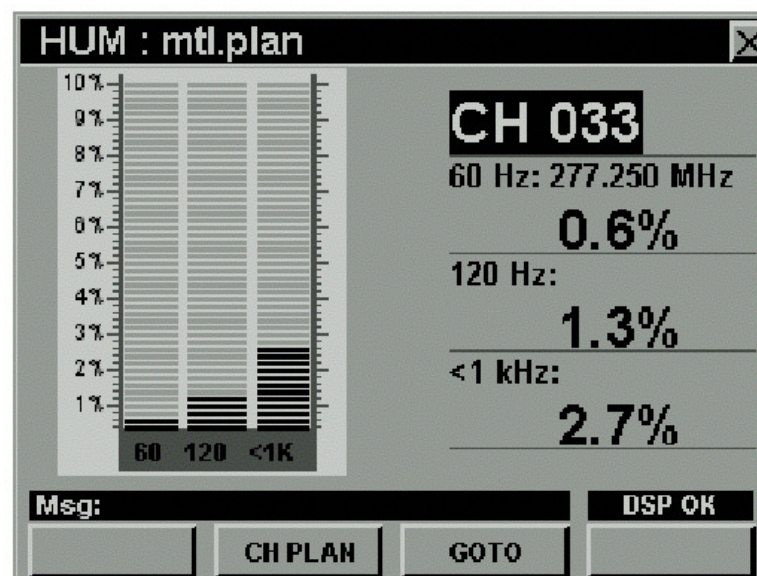 HUM : mtl.plan
10%
9%
8%
7%
6%
5%
4%
3%
2%
1%
60 120 <1K
CH 033
60 Hz: 277.250 MHz
0.6%
120 Hz:
1.3%
<1 kHz:
2.7%
Msg:
DSP OK
CH PLAN
GOTO